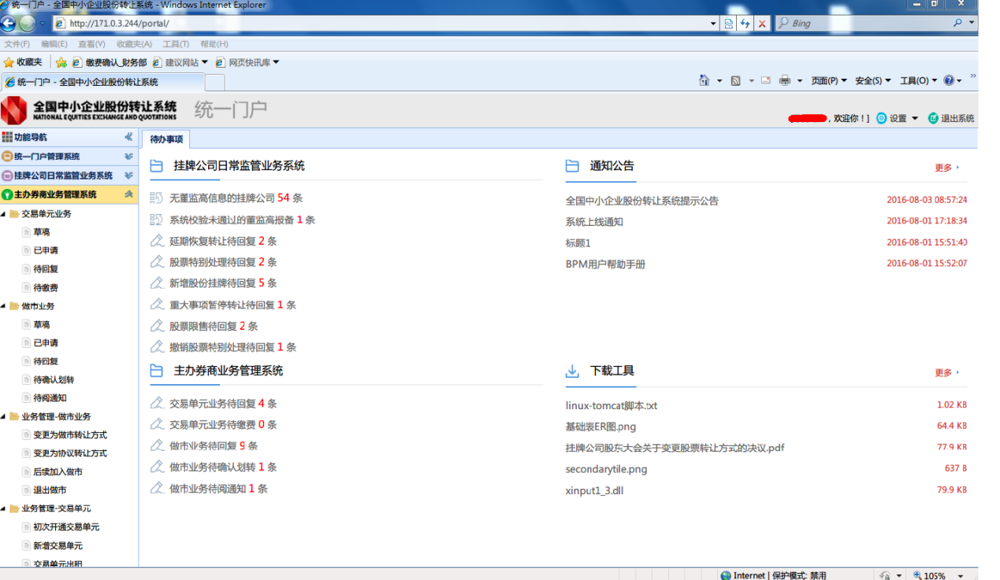 统一门户 - 全国中小企业股份转让系统 - Windows Internet Explorer
http://171.0.3.244/portal/
Bing
文件(F) 编辑(E) 查看(V) 收藏夹(A) 工具(T) 帮助(H)
收藏夹 缴费确认_财务部 建议网站 网页快讯库
统一门户 - 全国中小企业股份转让系统
页面(P) 安全(S) 工具(O)
全国中小企业股份转让系统
NATIONAL EQUITIES EXCHANGE AND QUOTATIONS
统一门户
, 欢迎你！] 设置 退出系统
功能导航
统一门户管理系统
挂牌公司日常监管业务系统
主办券商业务管理系统
交易单元业务
草稿
已申请
待回复
待缴费
做市业务
草稿
已申请
待回复
待确认划转
待阅通知
业务管理-做市业务
变更为做市转让方式
变更为协议转让方式
后续加入做市
退出做市
业务管理-交易单元
初次开通交易单元
新增交易单元
交易单元出租
待办事项
挂牌公司日常监管业务系统
无董监高信息的挂牌公司 54 条
系统校验未通过的董监高报备 1 条
延期恢复转让待回复 2 条
股票特别处理待回复 2 条
新增股份挂牌待回复 5 条
重大事项暂停转让待回复 1 条
股票限售待回复 2 条
撤销股票特别处理待回复 1 条
主办券商业务管理系统
交易单元业务待回复 4 条
交易单元业务待缴费 0 条
做市业务待回复 9 条
做市业务待确认划转 1 条
做市业务待阅通知 1 条
通知公告 更多
全国中小企业股份转让系统提示公告 2016-08-03 08:57:24
系统上线通知 2016-08-01 17:18:34
标题1 2016-08-01 15:51:40
BPM用户帮助手册 2016-08-01 15:52:07
下载工具 更多
linux-tomcat脚本.txt 1.02 KB
基础表ER图.png 64.4 KB
挂牌公司股东大会关于变更股票转让方式的决议.pdf 77.9 KB
secondarytile.png 637 B
xinput1_3.dll 79.9 KB
Internet | 保护模式: 禁用 105%